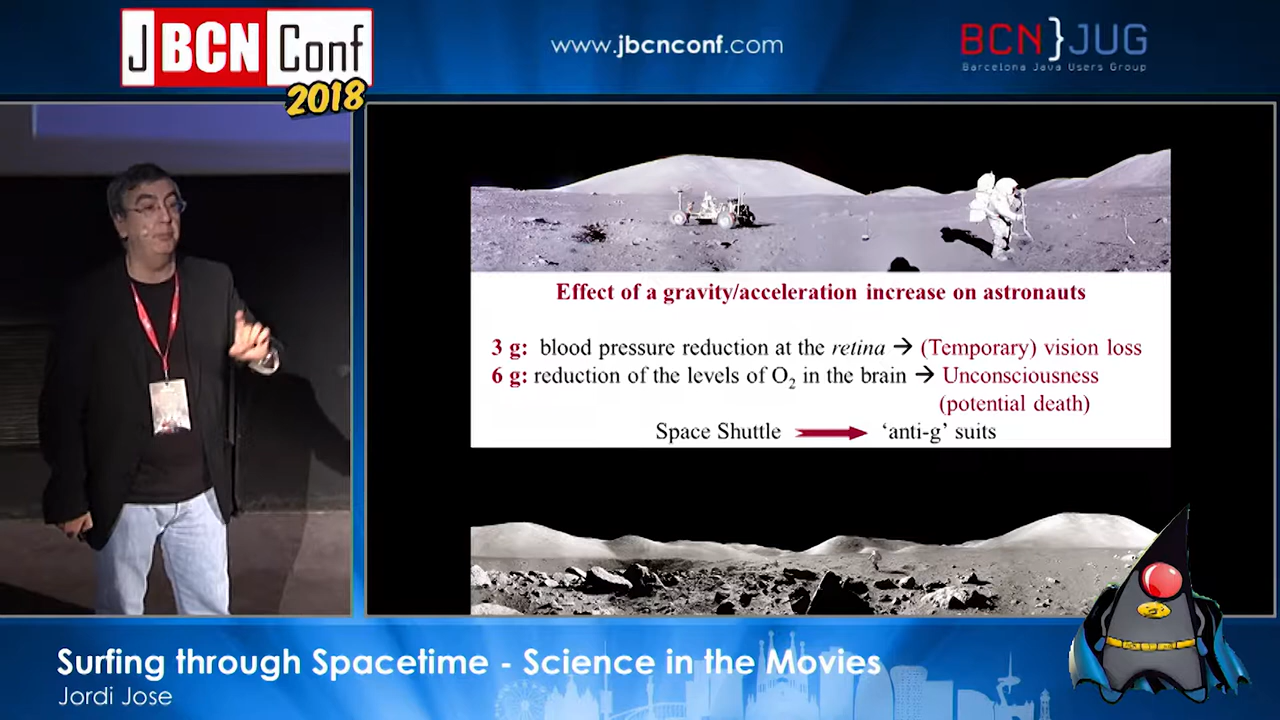 JBCNConf
2018
www.jbcnconf.com
BCN}JUG
Barcelona Java Users Group
Effect of a gravity/acceleration increase on astronauts
3 g: blood pressure reduction at the retina → (Temporary) vision loss
6 g: reduction of the levels of O₂ in the brain → Unconsciousness
(potential death)
Space Shuttle → ‘anti-g’ suits
Surfing through Spacetime - Science in the Movies
Jordi Jose